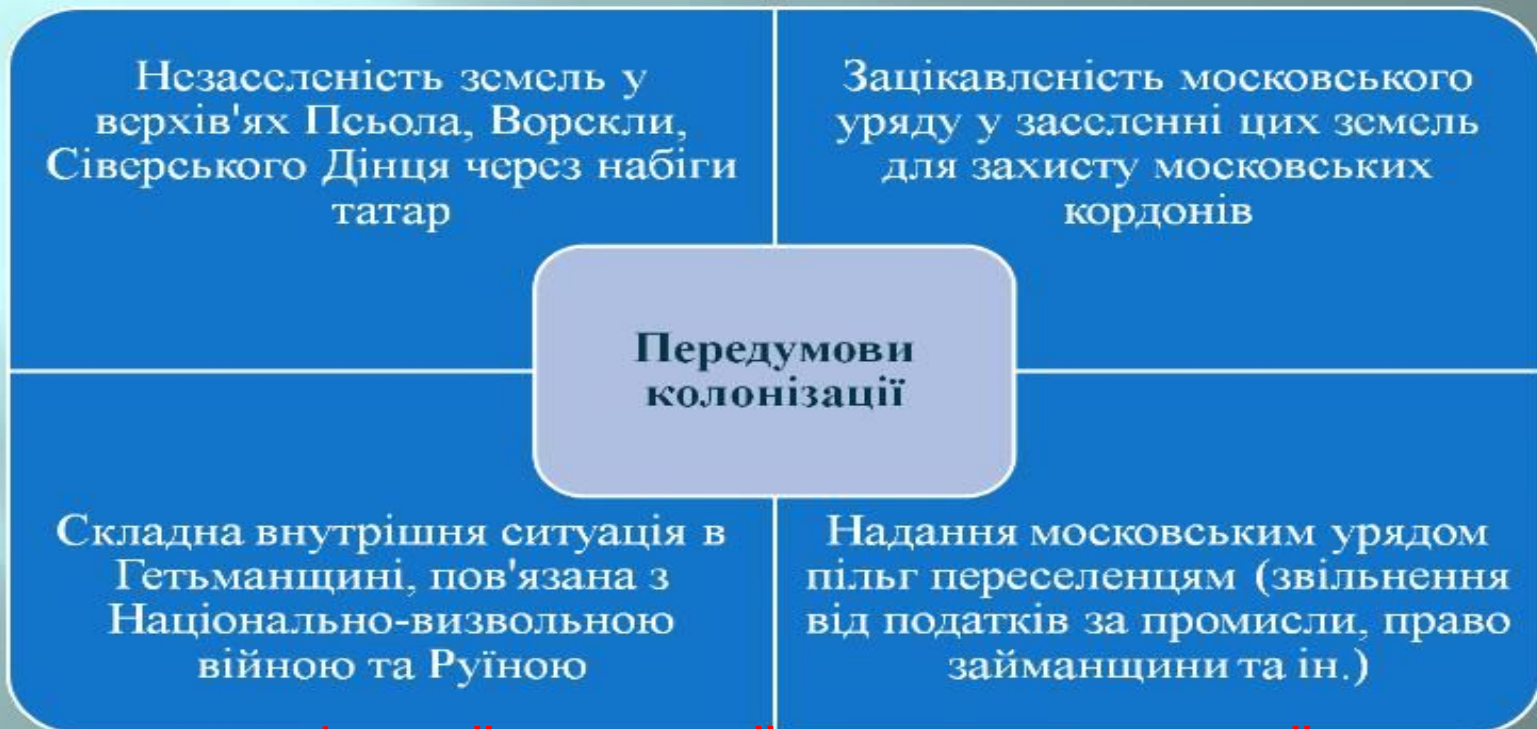 Незаселеність земель у
верхів'ях Псьола, Ворскли,
Сіверського Дінця через набіги
татар
Зацікавленість московського
уряду у заселенні цих земель
для захисту московських
кордонів
Передумови
колонізації
Складна внутрішня ситуація в
Гетьманщині, пов'язана з
Національно-визвольною
війною та Руїною
Надання московським урядом
пільг переселенцям (звільнення
від податків за промисли, право
займанщини та ін.)